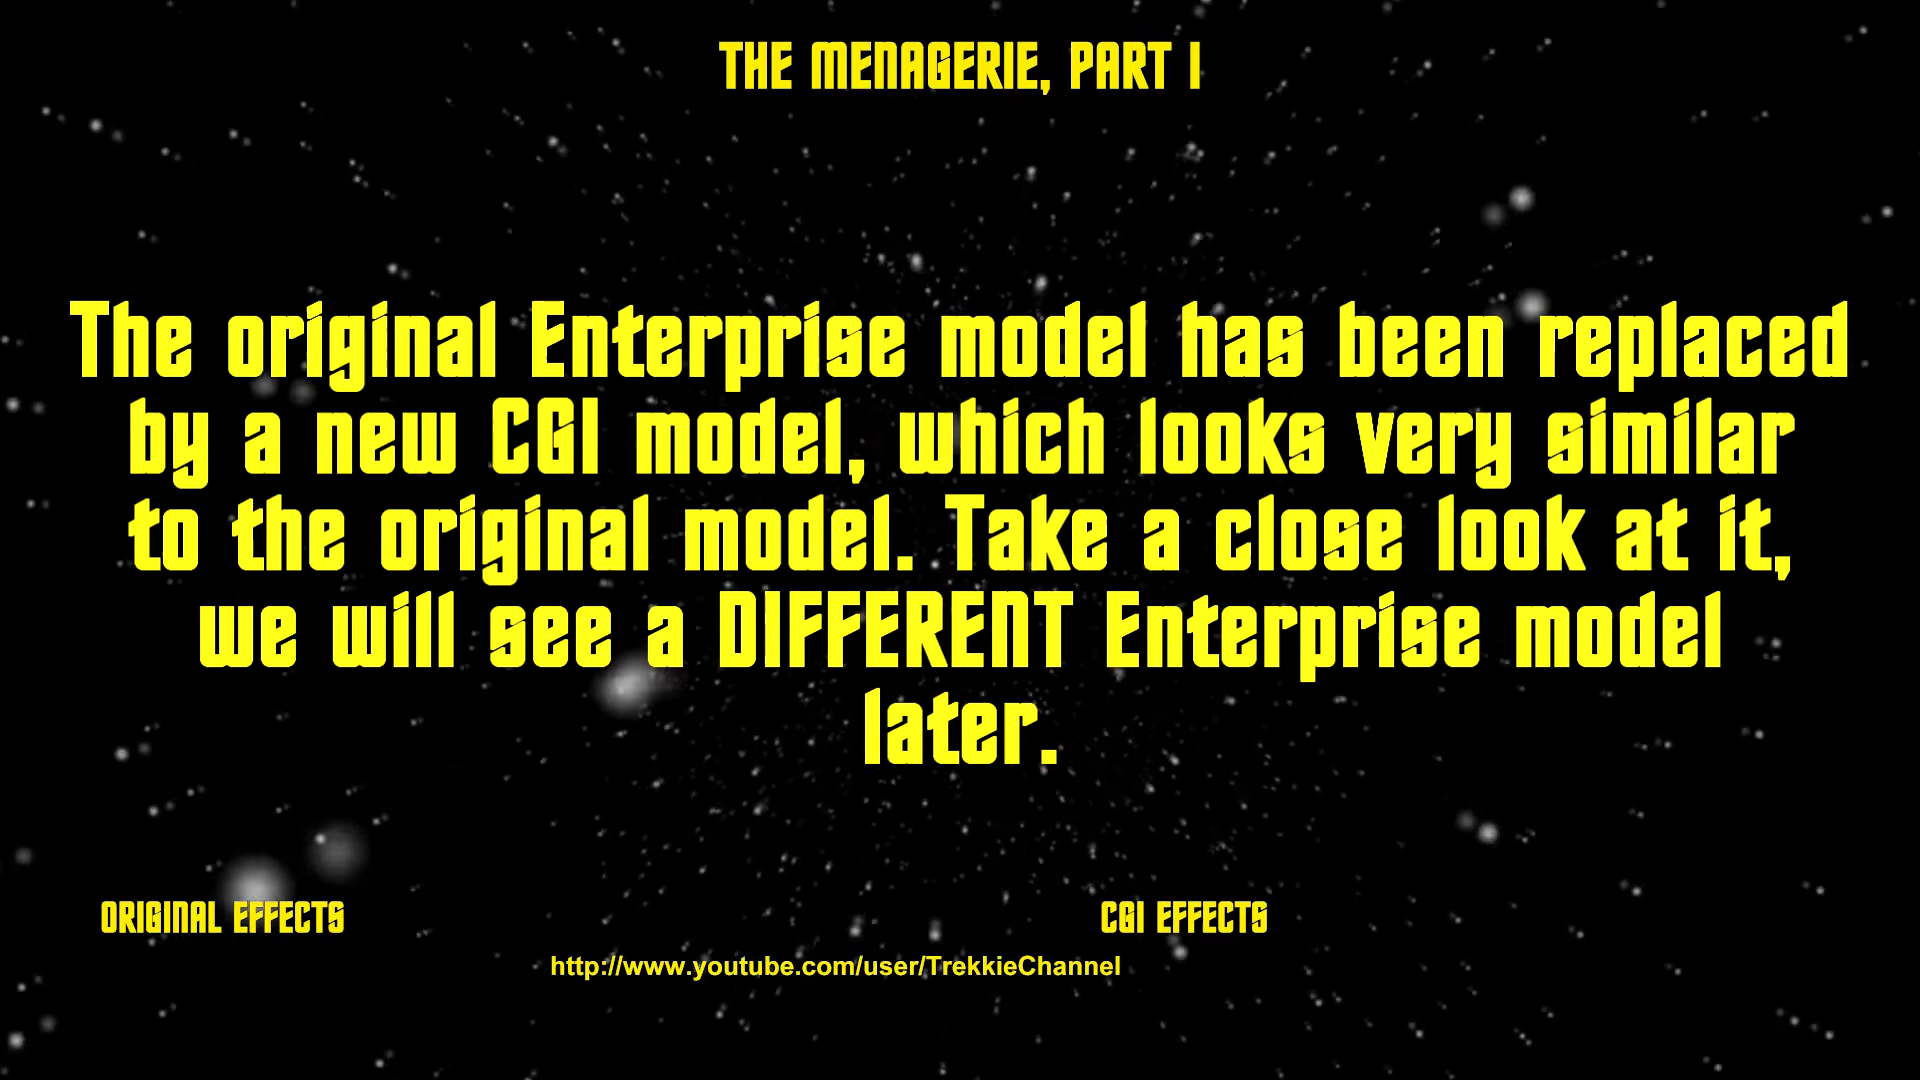 THE MENAGERIE, PART I
The original Enterprise model has been replaced
by a new CGI model, which looks very similar
to the original model. Take a close look at it,
we will see a DIFFERENT Enterprise model
later.
ORIGINAL EFFECTS
CGI EFFECTS
http://www.youtube.com/user/TrekkieChannel